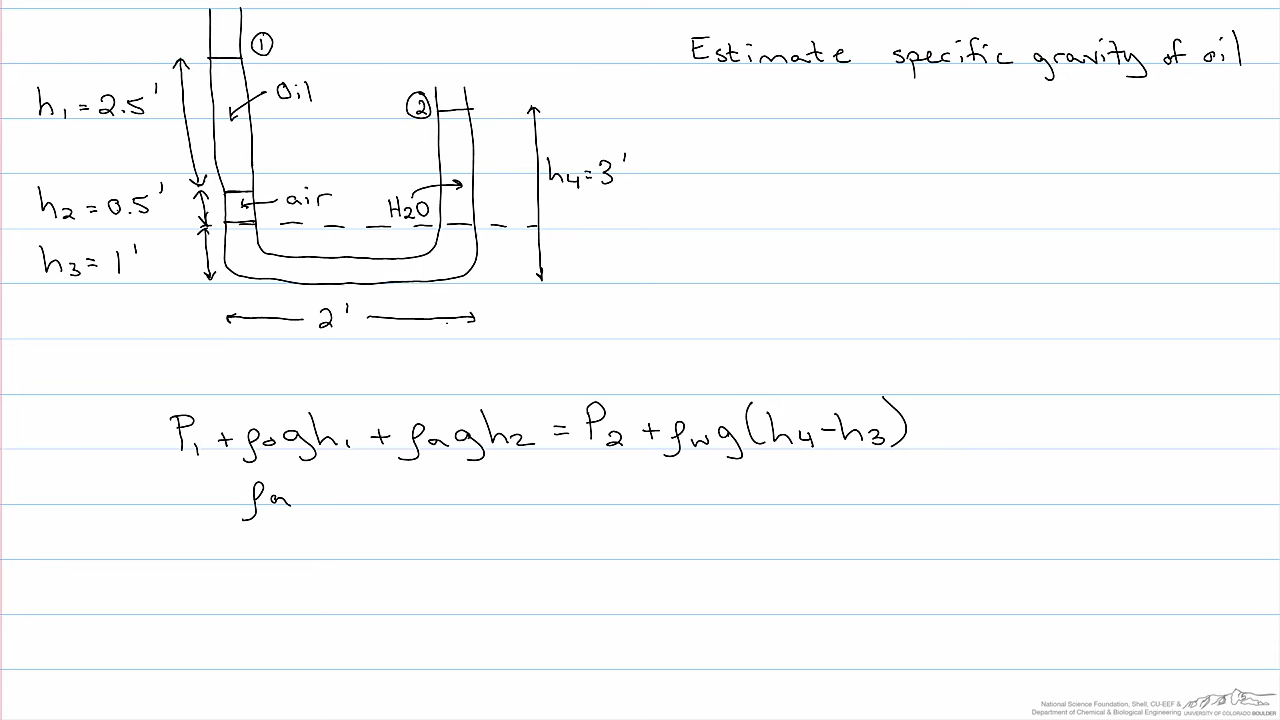 Estimate specific gravity of oil
①
h₁ = 2.5'
Oil
②
h₄=3'
h₂ = 0.5'
air
H₂O
h₃ = 1'
2'
P₁ + ρ₀gh₁ + ρₐgh₂ = P₂ + ρwg(h₄-h₃)
ρₐ
National Science Foundation, Shell, CU-EEF &
Department of Chemical & Biological Engineering UNIVERSITY OF COLORADO BOULDER